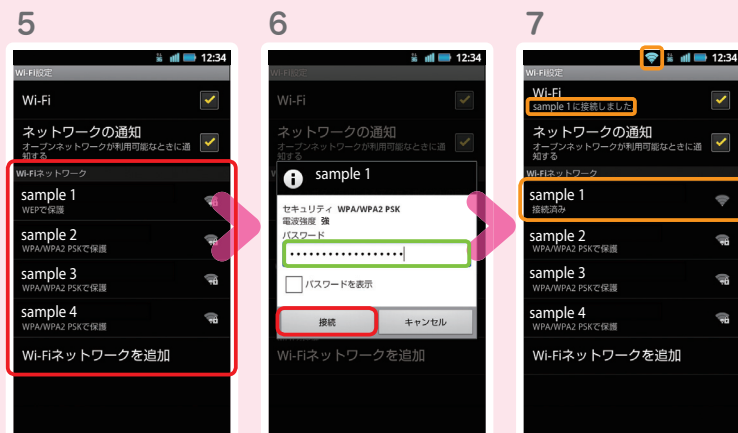 5
3G 12:34
Wi-Fi設定
Wi-Fi
ネットワークの通知
オープンネットワークが利用可能なときに通
知する
Wi-Fiネットワーク
sample 1
WEPで保護
sample 2
WPA/WPA2 PSKで保護
sample 3
WPA/WPA2 PSKで保護
sample 4
WPA/WPA2 PSKで保護
Wi-Fiネットワークを追加
6
3G 12:34
Wi-Fi設定
Wi-Fi
ネットワークの通知
オープンネットワークが利用可能なときに通
知する
sample 1
セキュリティ WPA/WPA2 PSK
電波強度 強
パスワード
パスワードを表示
接続
キャンセル
Wi-Fiネットワークを追加
7
3G 12:34
Wi-Fi設定
Wi-Fi
sample 1に接続しました
ネットワークの通知
オープンネットワークが利用可能なときに通
知する
Wi-Fiネットワーク
sample 1
接続済み
sample 2
WPA/WPA2 PSKで保護
sample 3
WPA/WPA2 PSKで保護
sample 4
WPA/WPA2 PSKで保護
Wi-Fiネットワークを追加